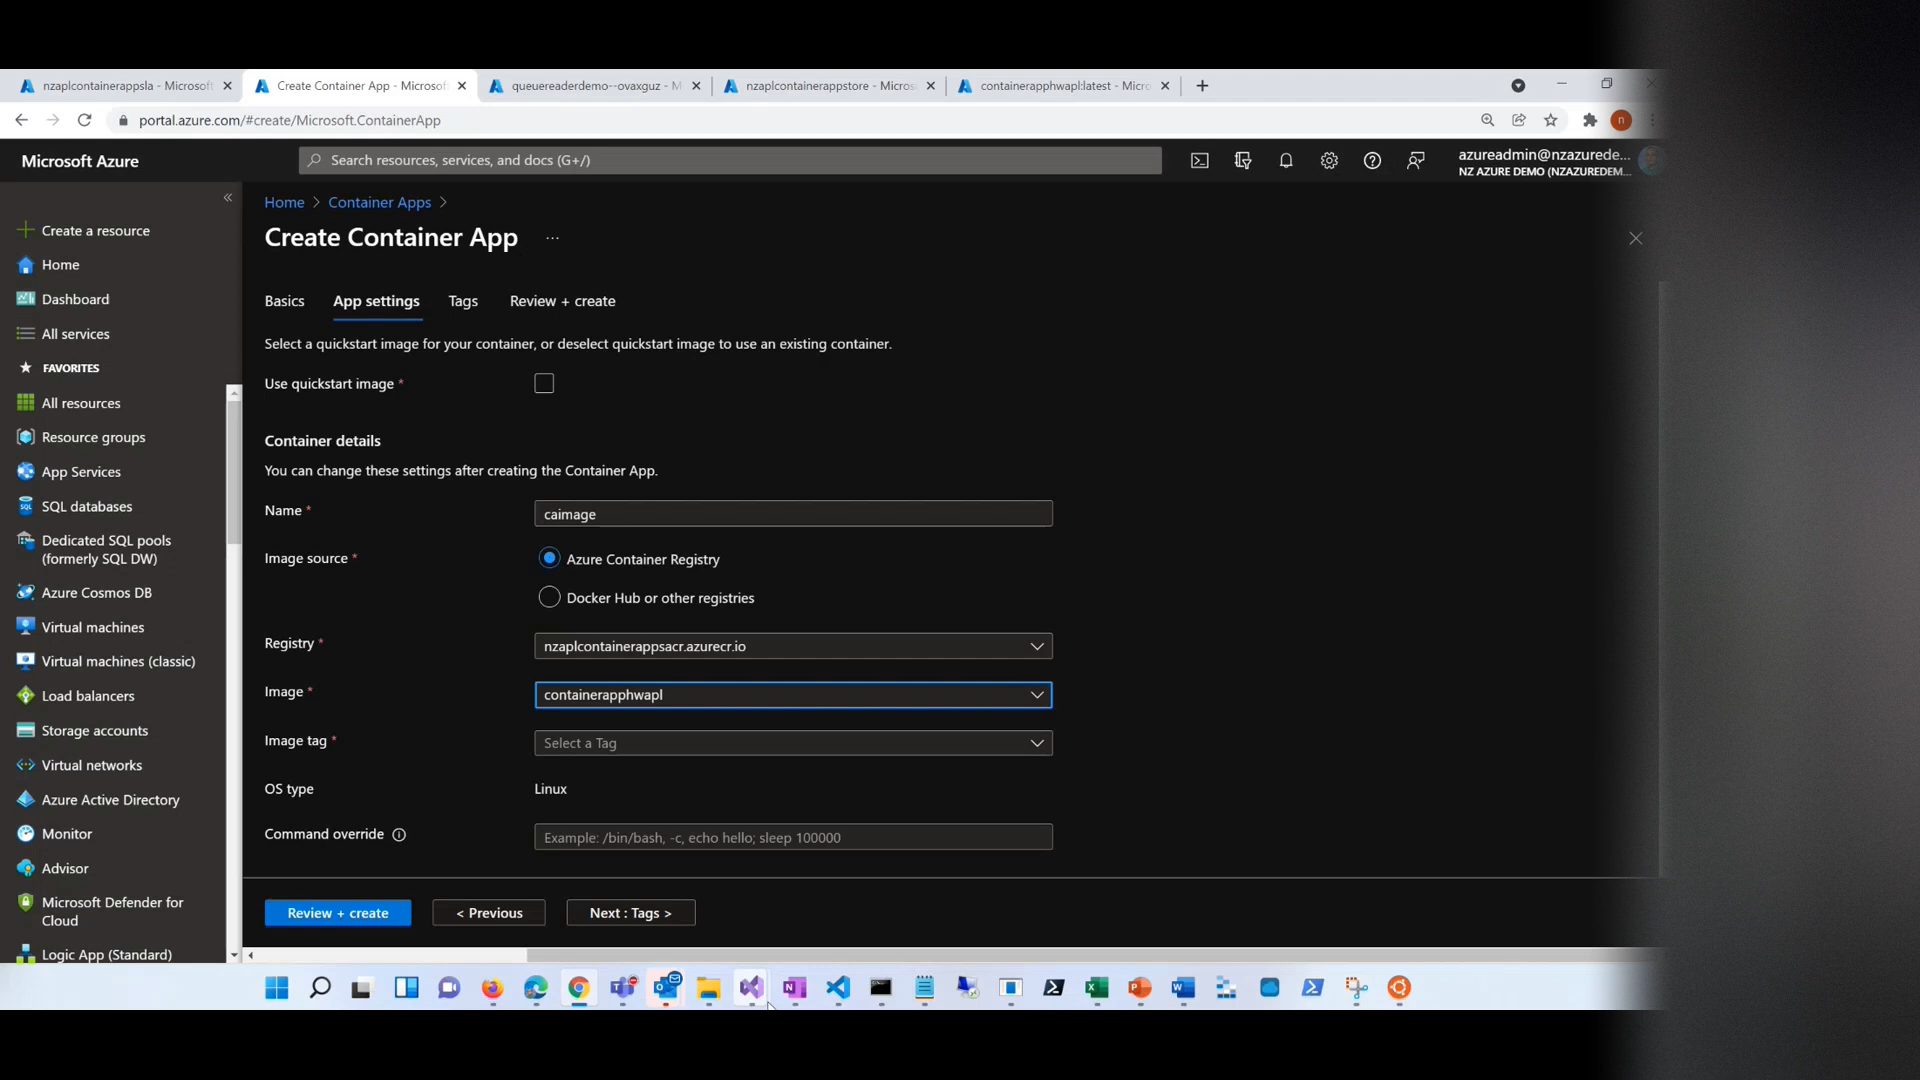 nzaplcontainerappsla - Microsoft
Create Container App - Microsof
queuereaderdemo--ovaxguz - M
nzaplcontainerappstore - Micros
containerapphwapl:latest - Micro
portal.azure.com/#create/Microsoft.ContainerApp
n
Microsoft Azure
Search resources, services, and docs (G+/)
azureadmin@nzazurede...
NZ AZURE DEMO (NZAZUREDEM...
Home > Container Apps >
Create Container App ...
Create a resource
Home
Dashboard
All services
FAVORITES
All resources
Resource groups
App Services
SQL databases
Dedicated SQL pools
(formerly SQL DW)
Azure Cosmos DB
Virtual machines
Virtual machines (classic)
Load balancers
Storage accounts
Virtual networks
Azure Active Directory
Monitor
Advisor
Microsoft Defender for
Cloud
Logic App (Standard)
Basics
App settings
Tags
Review + create
Select a quickstart image for your container, or deselect quickstart image to use an existing container.
Use quickstart image *
Container details
You can change these settings after creating the Container App.
Name *
caimage
Image source *
Azure Container Registry
Docker Hub or other registries
Registry *
nzaplcontainerappsacr.azurecr.io
Image *
containerapphwapl
Image tag *
Select a Tag
OS type
Linux
Command override
Example: /bin/bash, -c, echo hello; sleep 100000
Review + create
< Previous
Next : Tags >